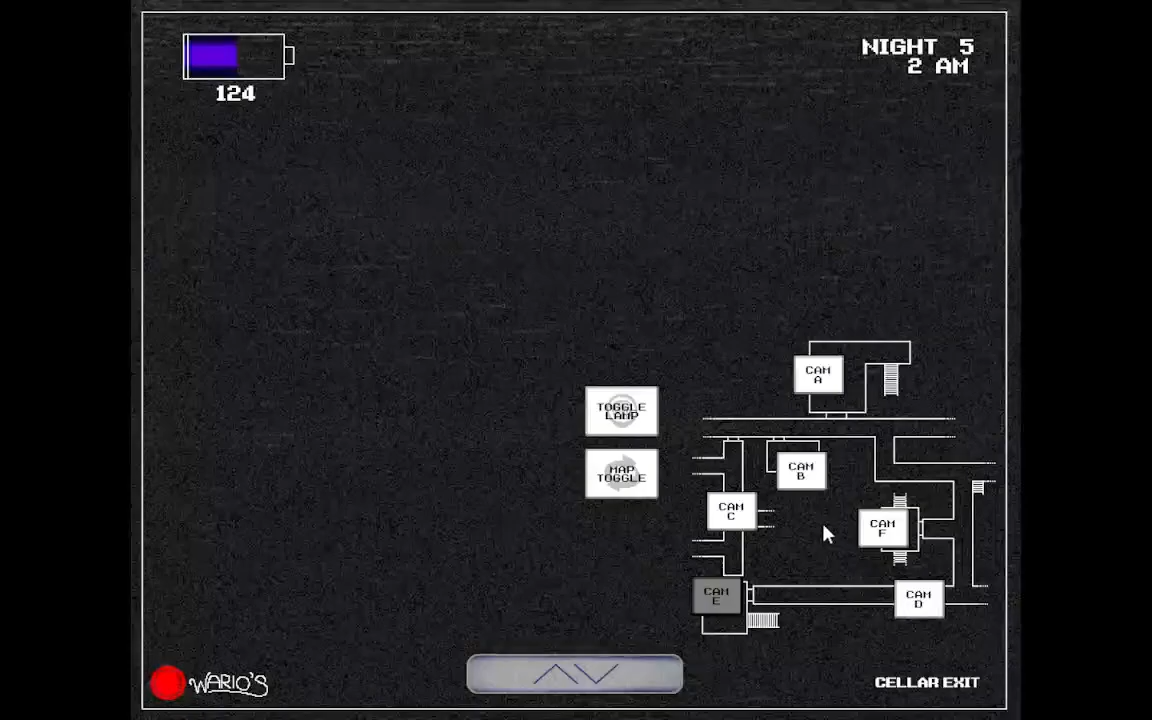 NIGHT 5
2 AM
124
CAM
A
TOGGLE
LAMP
MAP
TOGGLE
CAM
B
CAM
C
CAM
F
CAM
E
CAM
D
WARIO'S
CELLAR EXIT